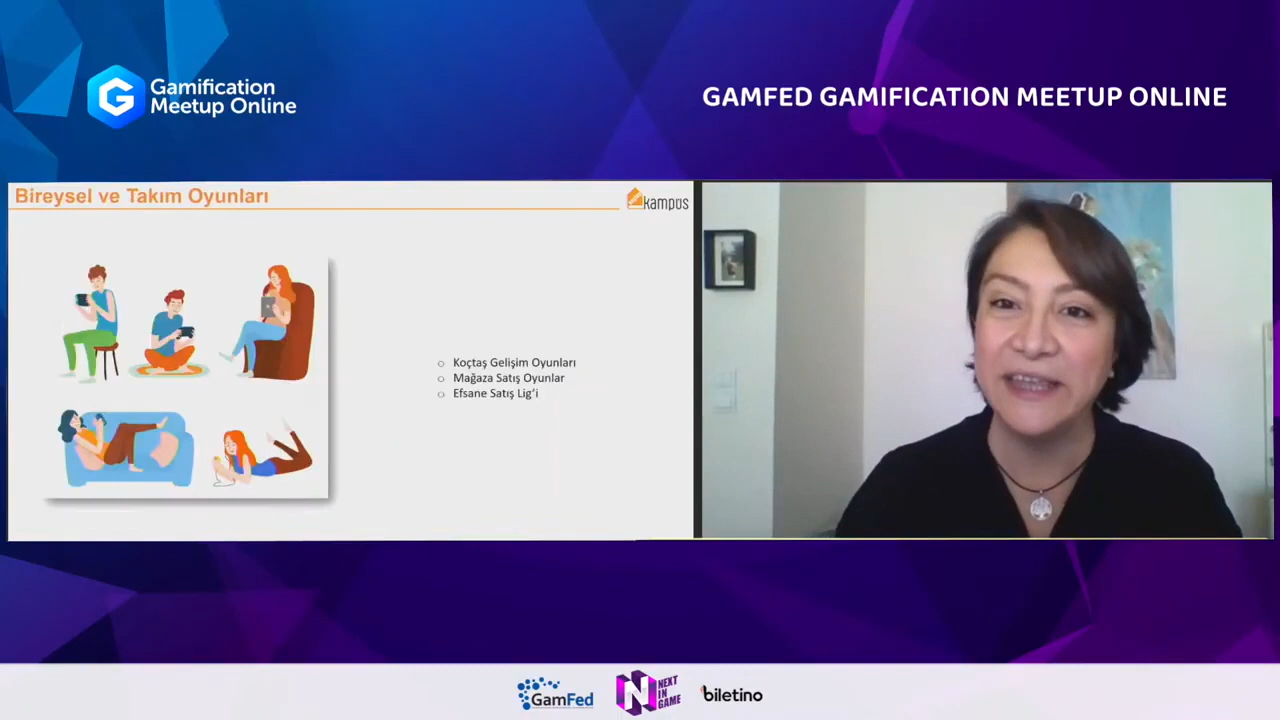 Gamification
Meetup Online
GAMFED GAMIFICATION MEETUP ONLINE
Bireysel ve Takım Oyunları
kampüs
Koçtaş Gelişim Oyunları
Mağaza Satış Oyunlar
Efsane Satış Lig’i
GamFed
NEXT
IN
GAME
biletino